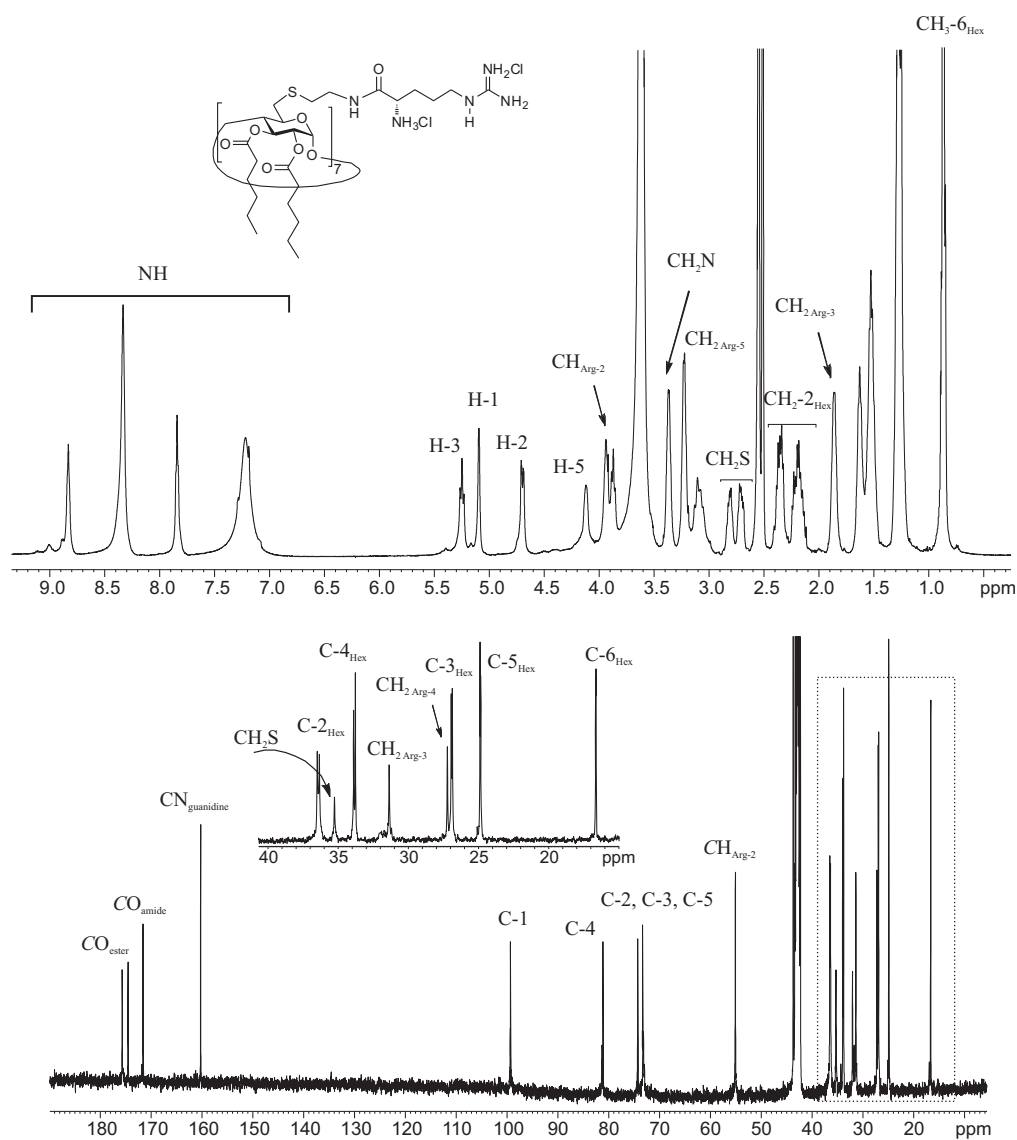 CH₃-6Hex
O
NH₂Cl
S
N
H
N
H
NH₂
NH₃Cl
O
O
O
O
O
O
7
NH
CH₂N
CH₂ Arg-3
CH₂ Arg-5
CHArg-2
CH₂-2Hex
H-1
H-3
H-2
H-5
CH₂S
9.0 8.5 8.0 7.5 7.0 6.5 6.0 5.5 5.0 4.5 4.0 3.5 3.0 2.5 2.0 1.5 1.0 ppm
C-4Hex
C-6Hex
C-3Hex
C-5Hex
CH₂ Arg-4
C-2Hex
CH₂S
CH₂ Arg-3
CNguanidine
40 35 30 25 20 ppm
CHArg-2
COamide
C-2, C-3, C-5
C-1
C-4
COester
180 170 160 150 140 130 120 110 100 90 80 70 60 50 40 30 20 ppm